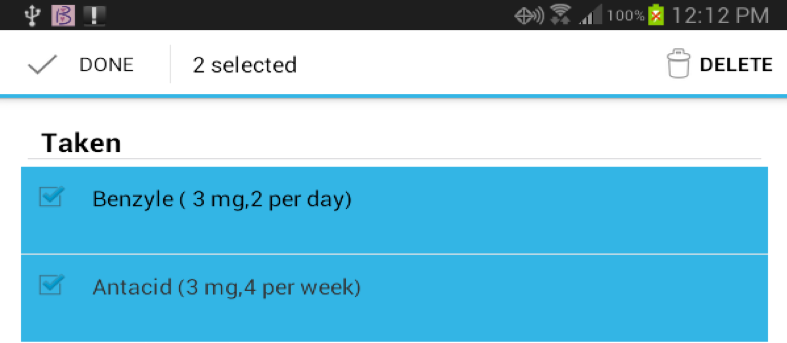 100% 12:12 PM
DONE 2 selected DELETE
Taken
Benzyle ( 3 mg,2 per day)
Antacid (3 mg,4 per week)